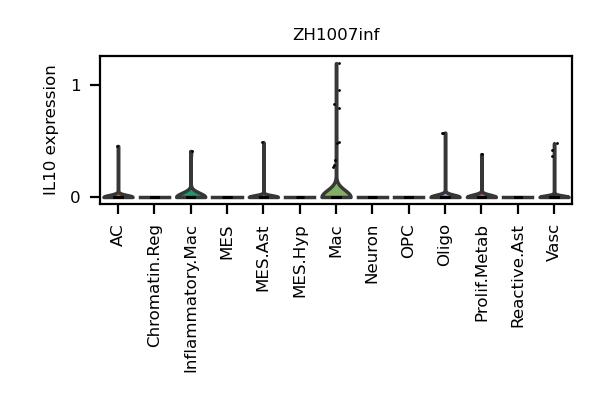 ZH1007inf
IL10 expression
1
0
AC
Chromatin.Reg
Inflammatory.Mac
MES
MES.Ast
MES.Hyp
Mac
Neuron
OPC
Oligo
Prolif.Metab
Reactive.Ast
Vasc